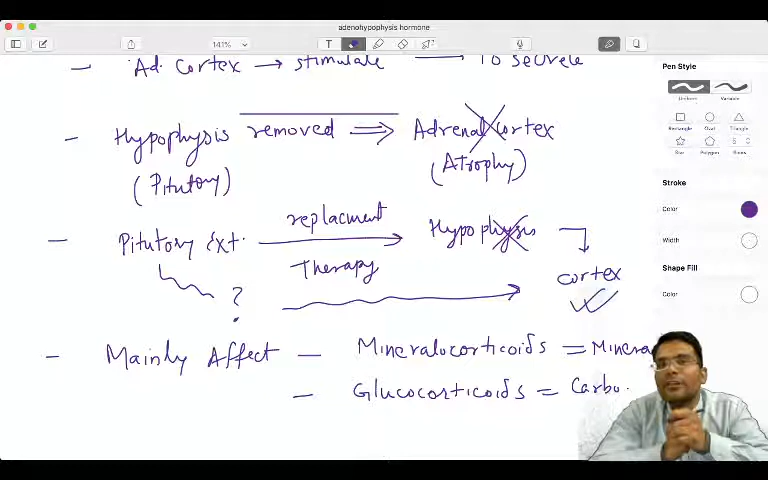 adenohypophysis hormone
141%
T
Pen Style
Uniform Variable
Rectangle Oval Triangle
Star Polygon
Stroke
Color
Width
Shape Fill
Color
– Ad. Cortex → stimulate — To secrete
– Hypophysis removed ⇒ Adrenal cortex
(Pitutory) (Atrophy)
– Pitutory Ext. replacment Therapy → Hypophysis
cortex
?
– Mainly Affect – Mineralocorticoids = Minera
– Glucocorticoids = Carbo.